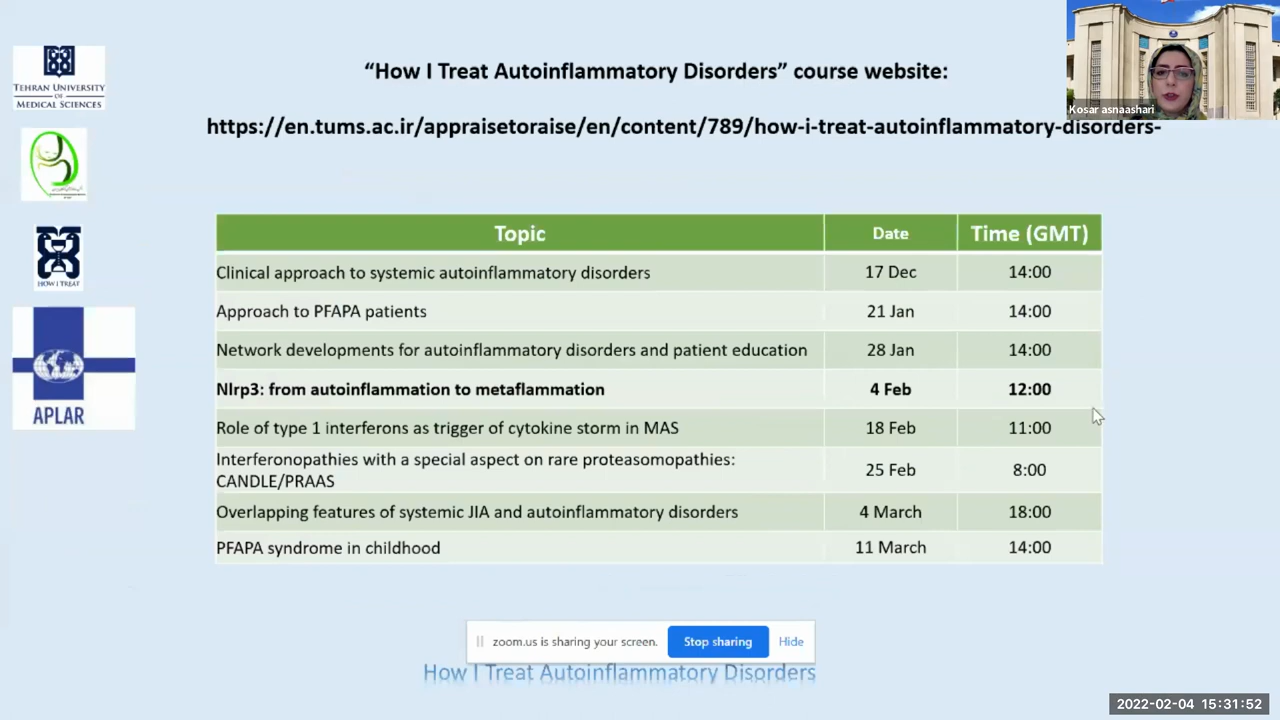 TEHRAN UNIVERSITY
OF
MEDICAL SCIENCES
HOW I TREAT
APLAR
“How I Treat Autoinflammatory Disorders” course website:
https://en.tums.ac.ir/appraisetoraise/en/content/789/how-i-treat-autoinflammatory-disorders-
Kosar asnaashari
Topic Date Time (GMT)
Clinical approach to systemic autoinflammatory disorders 17 Dec 14:00
Approach to PFAPA patients 21 Jan 14:00
Network developments for autoinflammatory disorders and patient education 28 Jan 14:00
Nlrp3: from autoinflammation to metaflammation 4 Feb 12:00
Role of type 1 interferons as trigger of cytokine storm in MAS 18 Feb 11:00
Interferonopathies with a special aspect on rare proteasomopathies:
CANDLE/PRAAS 25 Feb 8:00
Overlapping features of systemic JIA and autoinflammatory disorders 4 March 18:00
PFAPA syndrome in childhood 11 March 14:00
zoom.us is sharing your screen. Stop sharing Hide
How I Treat Autoinflammatory Disorders
2022-02-04 15:31:52